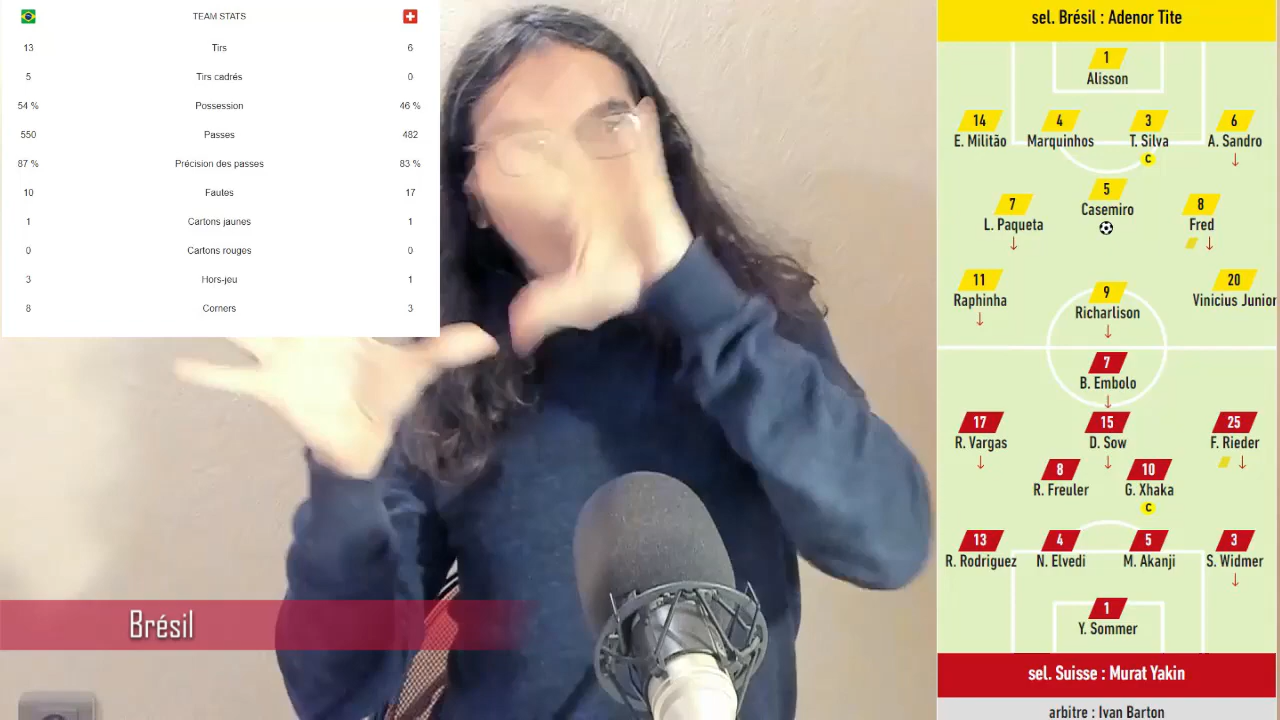 TEAM STATS
13 Tirs 6
5 Tirs cadrés 0
54 % Possession 46 %
550 Passes 482
87 % Précision des passes 83 %
10 Fautes 17
1 Cartons jaunes 1
0 Cartons rouges 0
3 Hors-jeu 1
8 Corners 3
Brésil
sel. Brésil : Adenor Tite
1
Alisson
14 4 3 6
E. Militão Marquinhos T. Silva A. Sandro
C
5
Casemiro
7 8
L. Paqueta Fred
11 9 20
Raphinha Richarlison Vinicius Junior
7
B. Embolo
17 15 25
R. Vargas D. Sow F. Rieder
8 10
R. Freuler G. Xhaka
C
13 4 5 3
R. Rodriguez N. Elvedi M. Akanji S. Widmer
1
Y. Sommer
sel. Suisse : Murat Yakin
arbitre : Ivan Barton